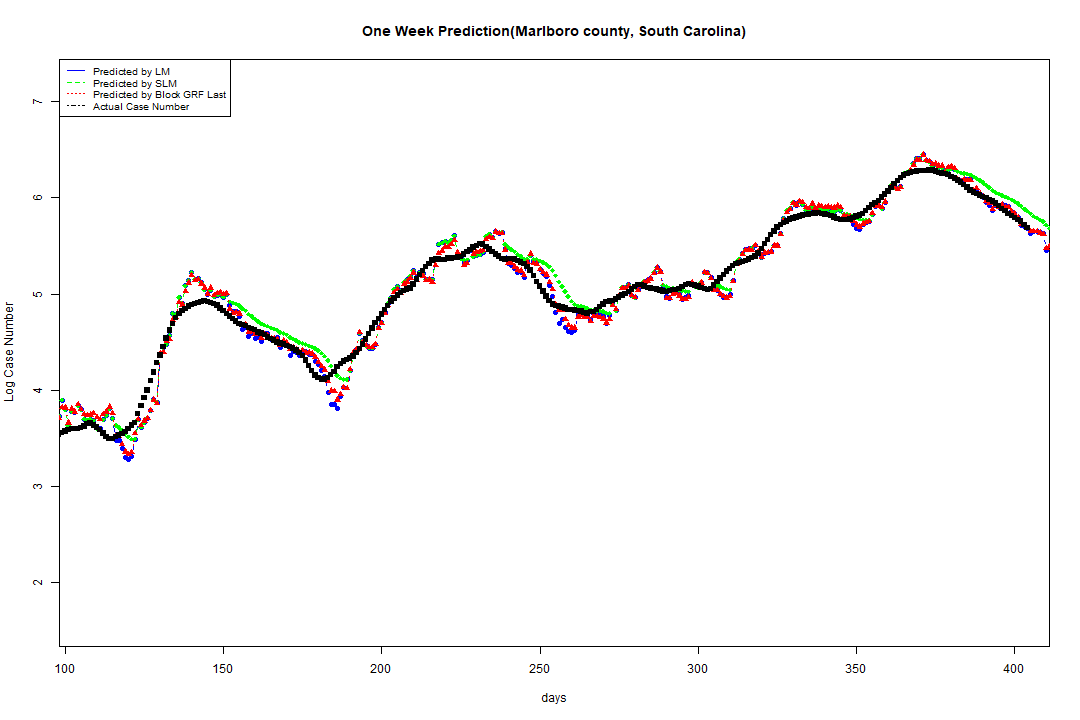 One Week Prediction(Marlboro county, South Carolina)
Predicted by LM
Predicted by SLM
Predicted by Block GRF Last
Actual Case Number
7
6
5
4
3
2
Log Case Number
100 150 200 250 300 350 400
days